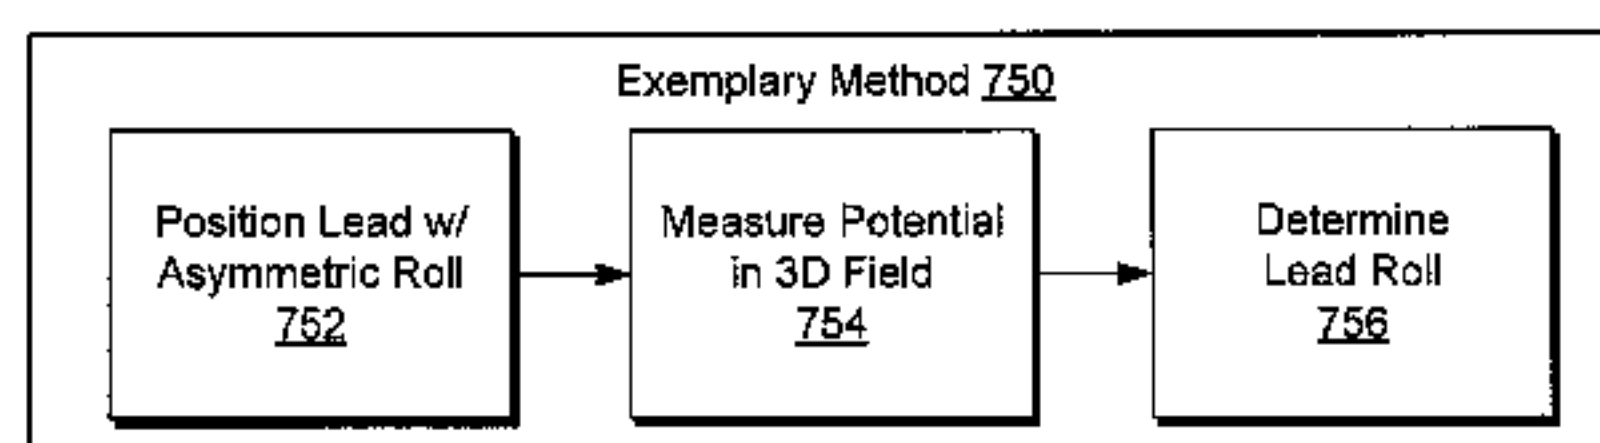 Exemplary Method 750
Position Lead w/
Asymmetric Roll
752
Measure Potential
in 3D Field
754
Determine
Lead Roll
756